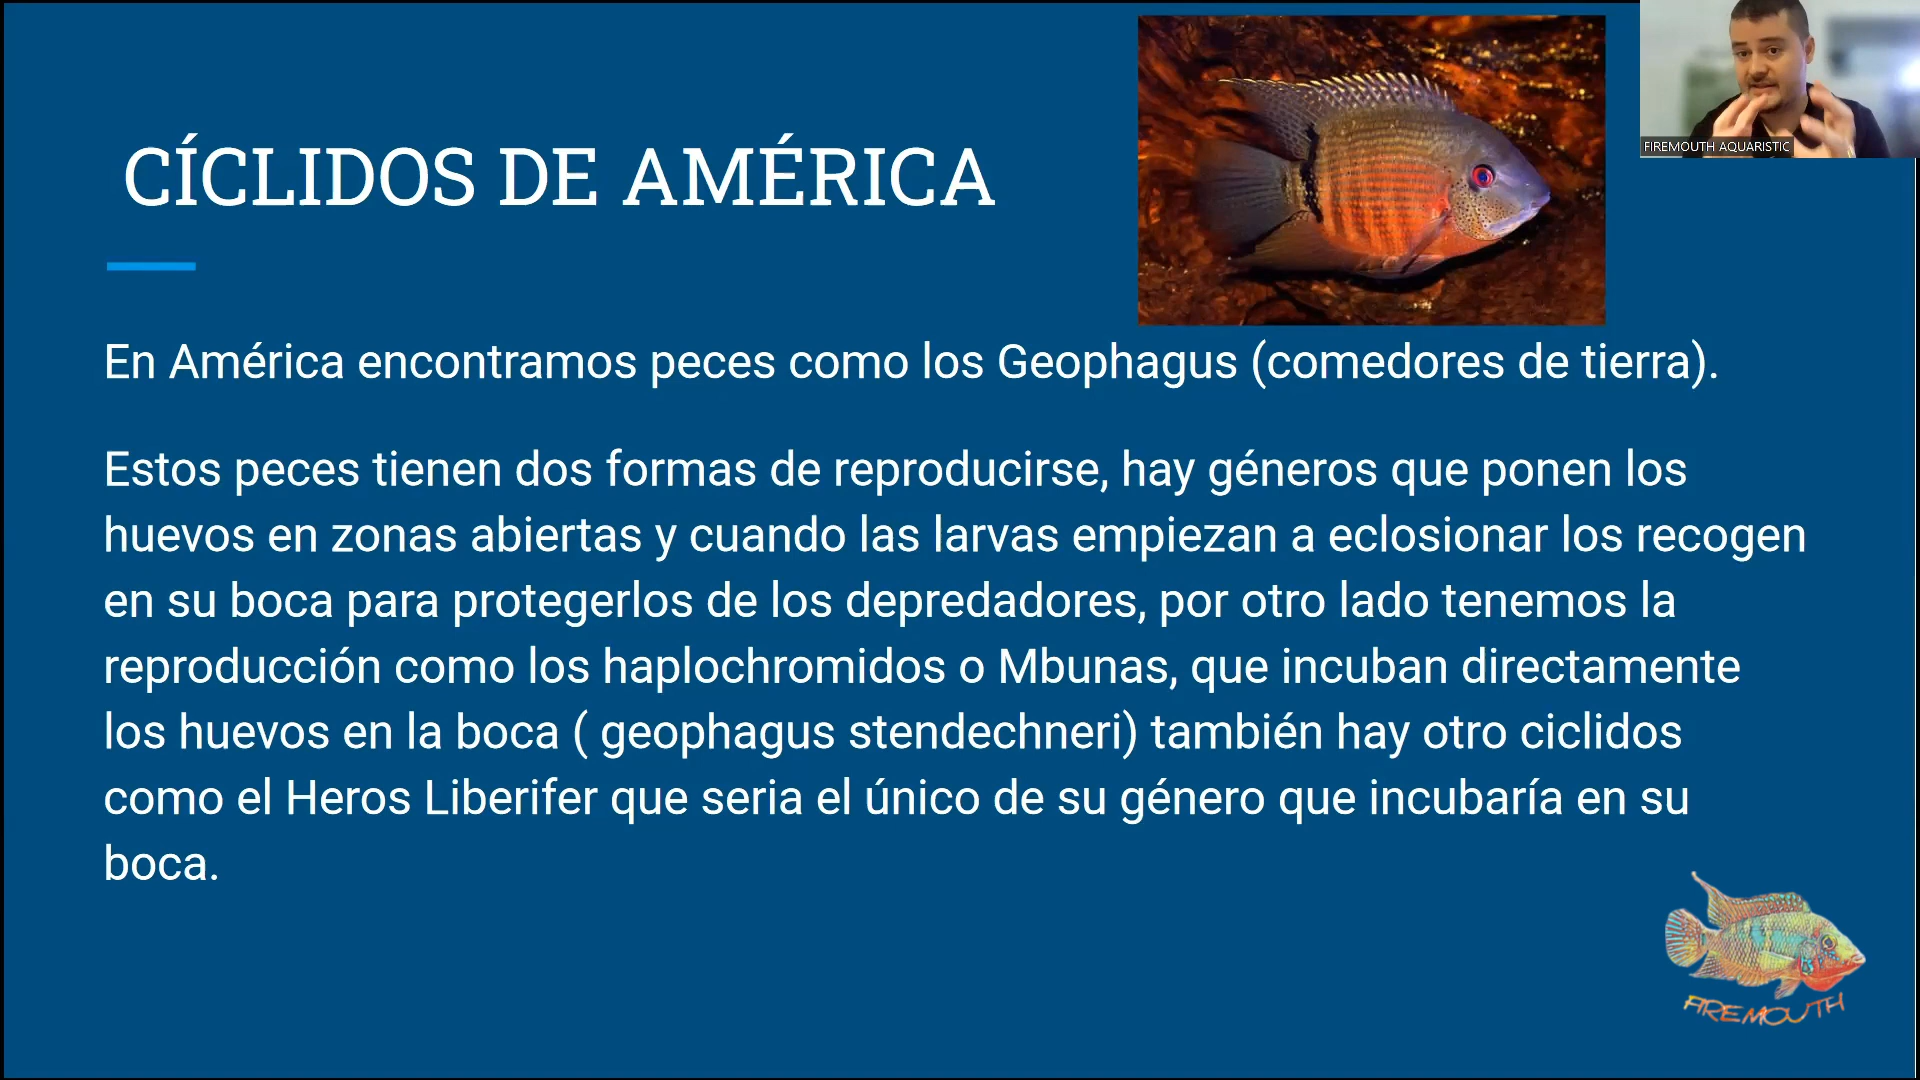 CÍCLIDOS DE AMÉRICA
FIREMOUTH AQUARISTIC
En América encontramos peces como los Geophagus (comedores de tierra).
Estos peces tienen dos formas de reproducirse, hay géneros que ponen los
huevos en zonas abiertas y cuando las larvas empiezan a eclosionar los recogen
en su boca para protegerlos de los depredadores, por otro lado tenemos la
reproducción como los haplochromidos o Mbunas, que incuban directamente
los huevos en la boca ( geophagus stendechneri) también hay otro ciclidos
como el Heros Liberifer que seria el único de su género que incubaría en su
boca.
FIREMOUTH